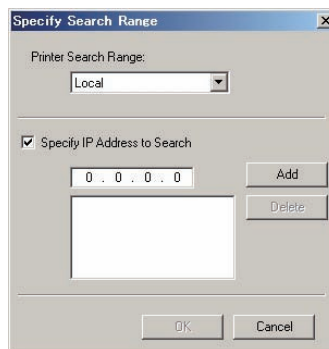 Specify Search Range
Printer Search Range:
Local
Specify IP Address to Search
0 . 0 . 0 . 0
Add
Delete
OK
Cancel